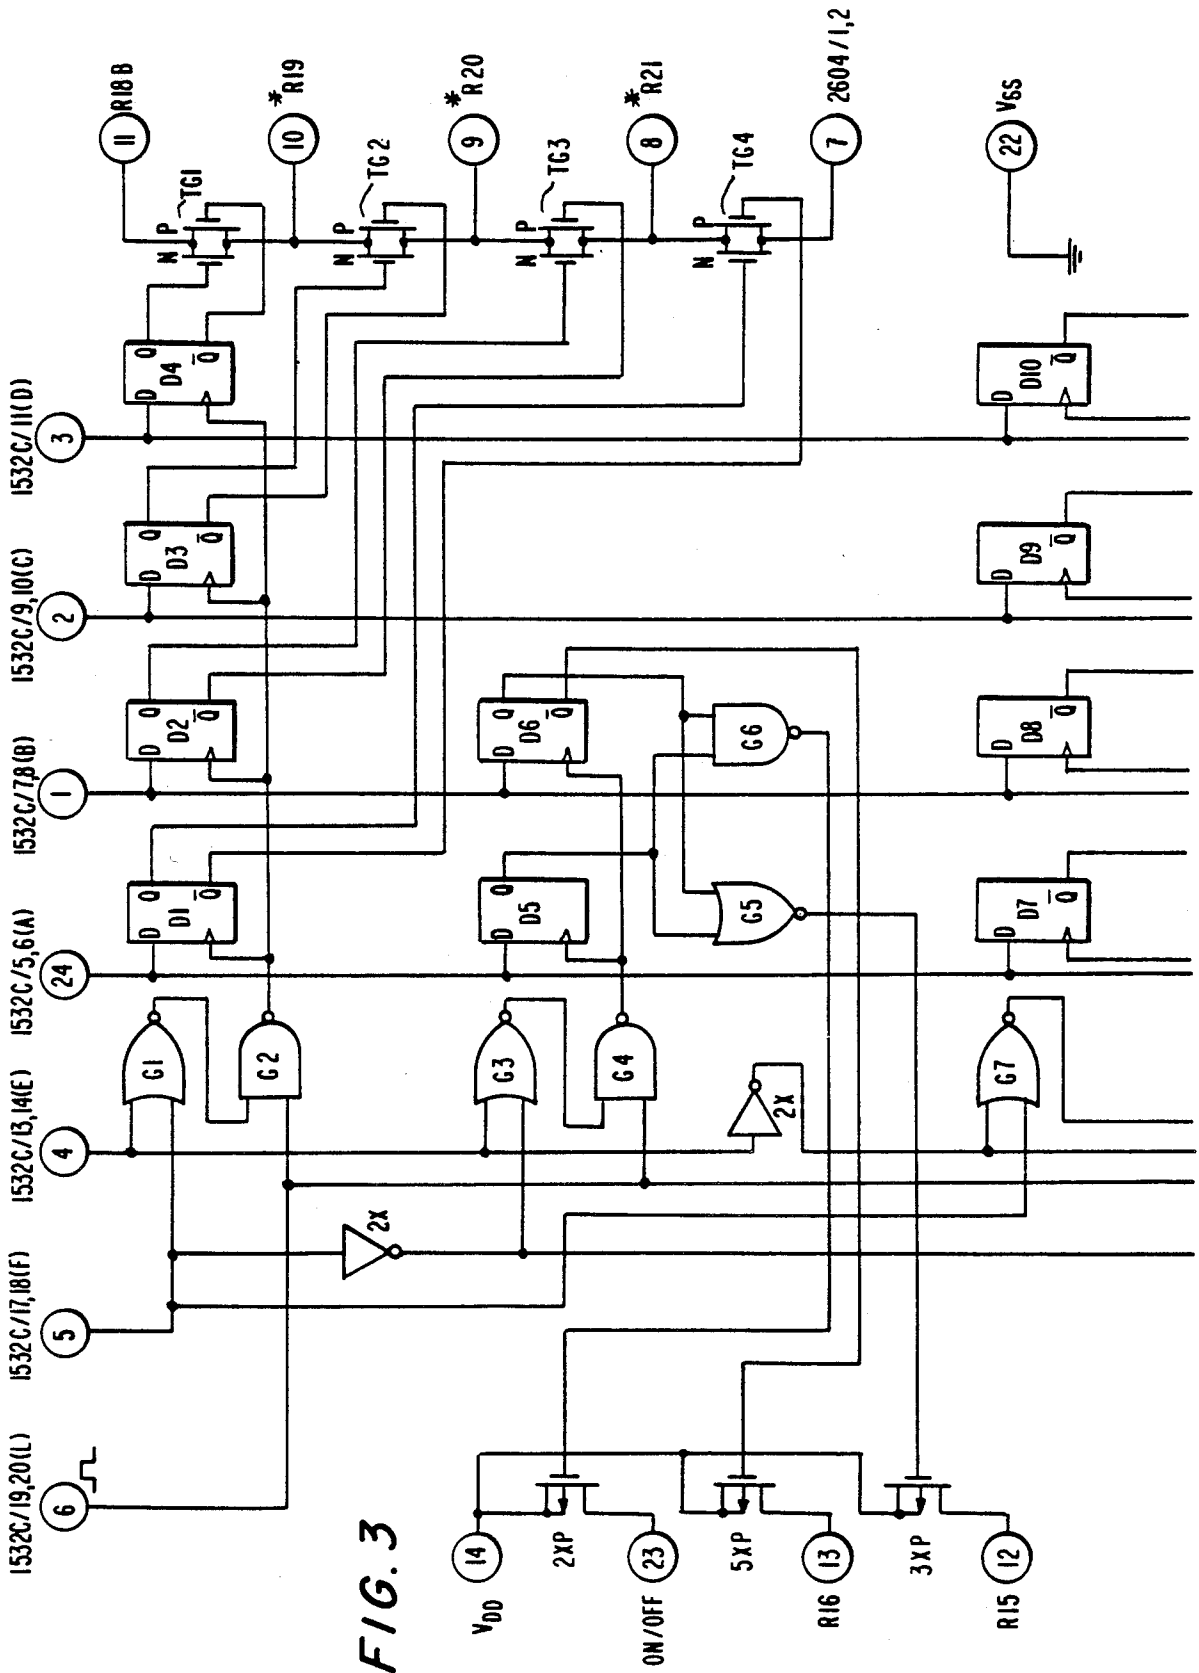 1532C/19,20(L)
6
1532C/17,18(F)
5
1532C/13,14(E)
4
1532C/5,6(A)
24
1532C/7,8(B)
1
1532C/9,10(C)
2
1532C/11(D)
3
G1
G2
D Q
D1
Q̅
D Q
D2
Q̅
D Q
D3
Q̅
D Q
D4
Q̅
11 R18B
N P
TG1
10 *R19
N P
TG2
9 *R20
N P
TG3
8 *R21
N P
TG4
7 2604/1,2
2X
G3
G4
D Q
D5
D Q
D6
Q̅
G5
G6
2X
FIG. 3
VDD 14
2XP
ON/OFF 23
5XP
R16 13
3XP
R15 12
G7
D
D7
Q̅
D
D8
Q̅
D
D9
Q̅
D
D10
Q̅
22 VSS